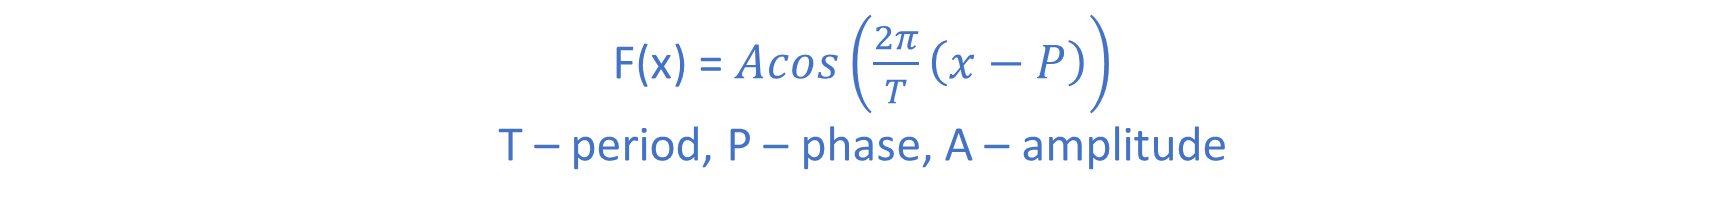 F(x) = Acos(2π/T (x − P))
T – period, P – phase, A – amplitude